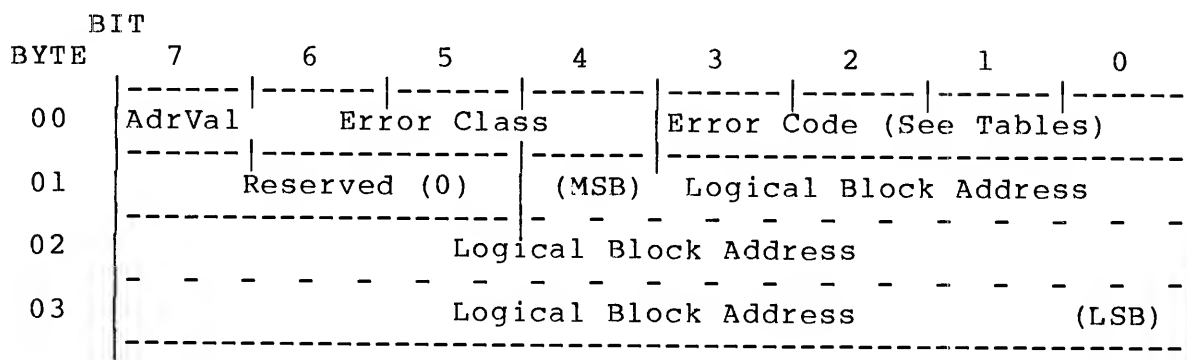 BIT
BYTE 7 6 5 4 3 2 1 0
00 AdrVal Error Class Error Code (See Tables)
01 Reserved (0) (MSB) Logical Block Address
02 Logical Block Address
03 Logical Block Address (LSB)